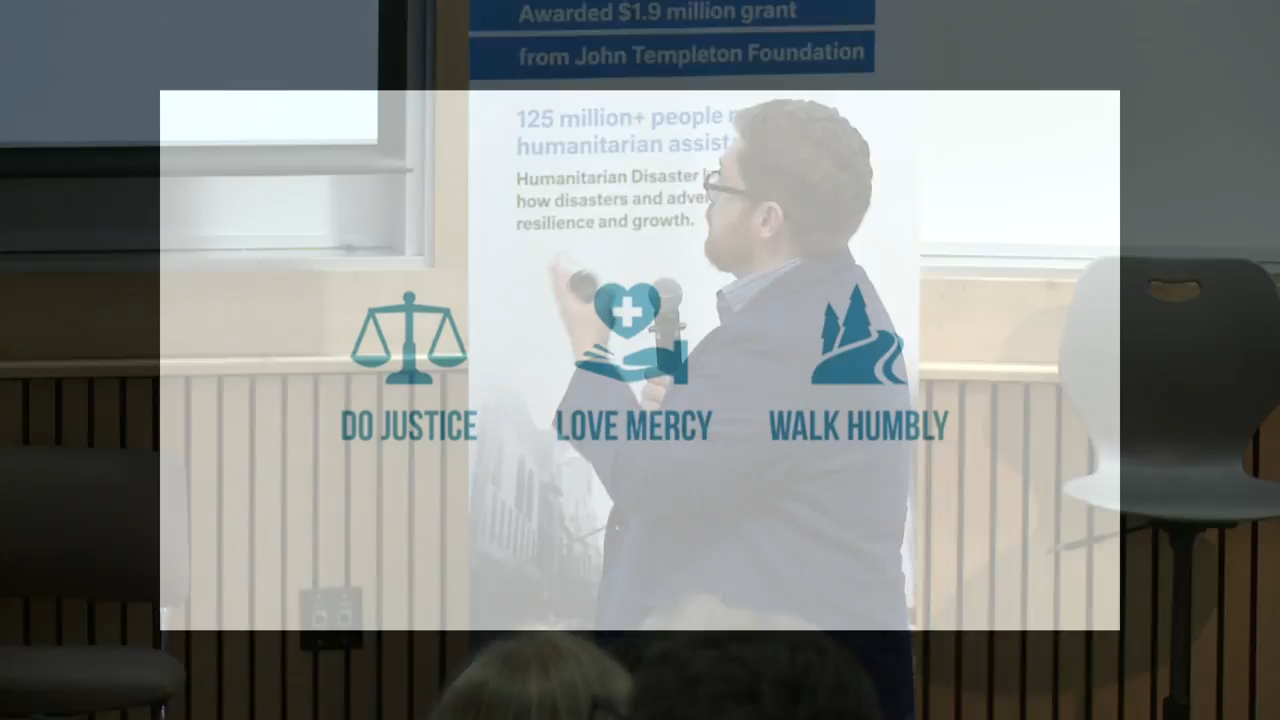 Awarded $1.9 million grant
from John Templeton Foundation
125 million+ people
humanitarian assist
Humanitarian Disaster
how disasters and adve
resilience and growth.
DO JUSTICE
LOVE MERCY
WALK HUMBLY